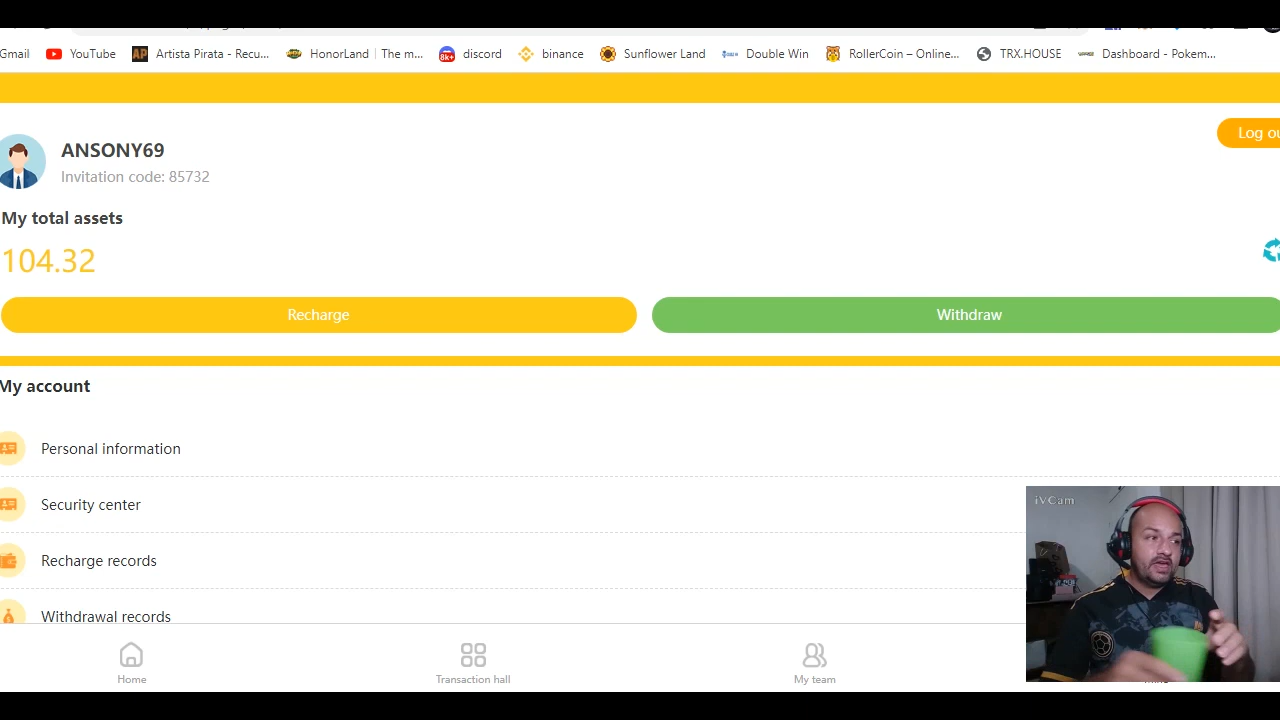 Gmail YouTube Artista Pirata - Recu... HonorLand | The m... discord binance Sunflower Land Double Win RollerCoin – Online... TRX.HOUSE Dashboard - Pokem...
8k+
AP
Log ou
ANSONY69
Invitation code: 85732
My total assets
104.32
Recharge Withdraw
My account
Personal information
Security center
iVCam
Recharge records
Withdrawal records
Home Transaction hall My team